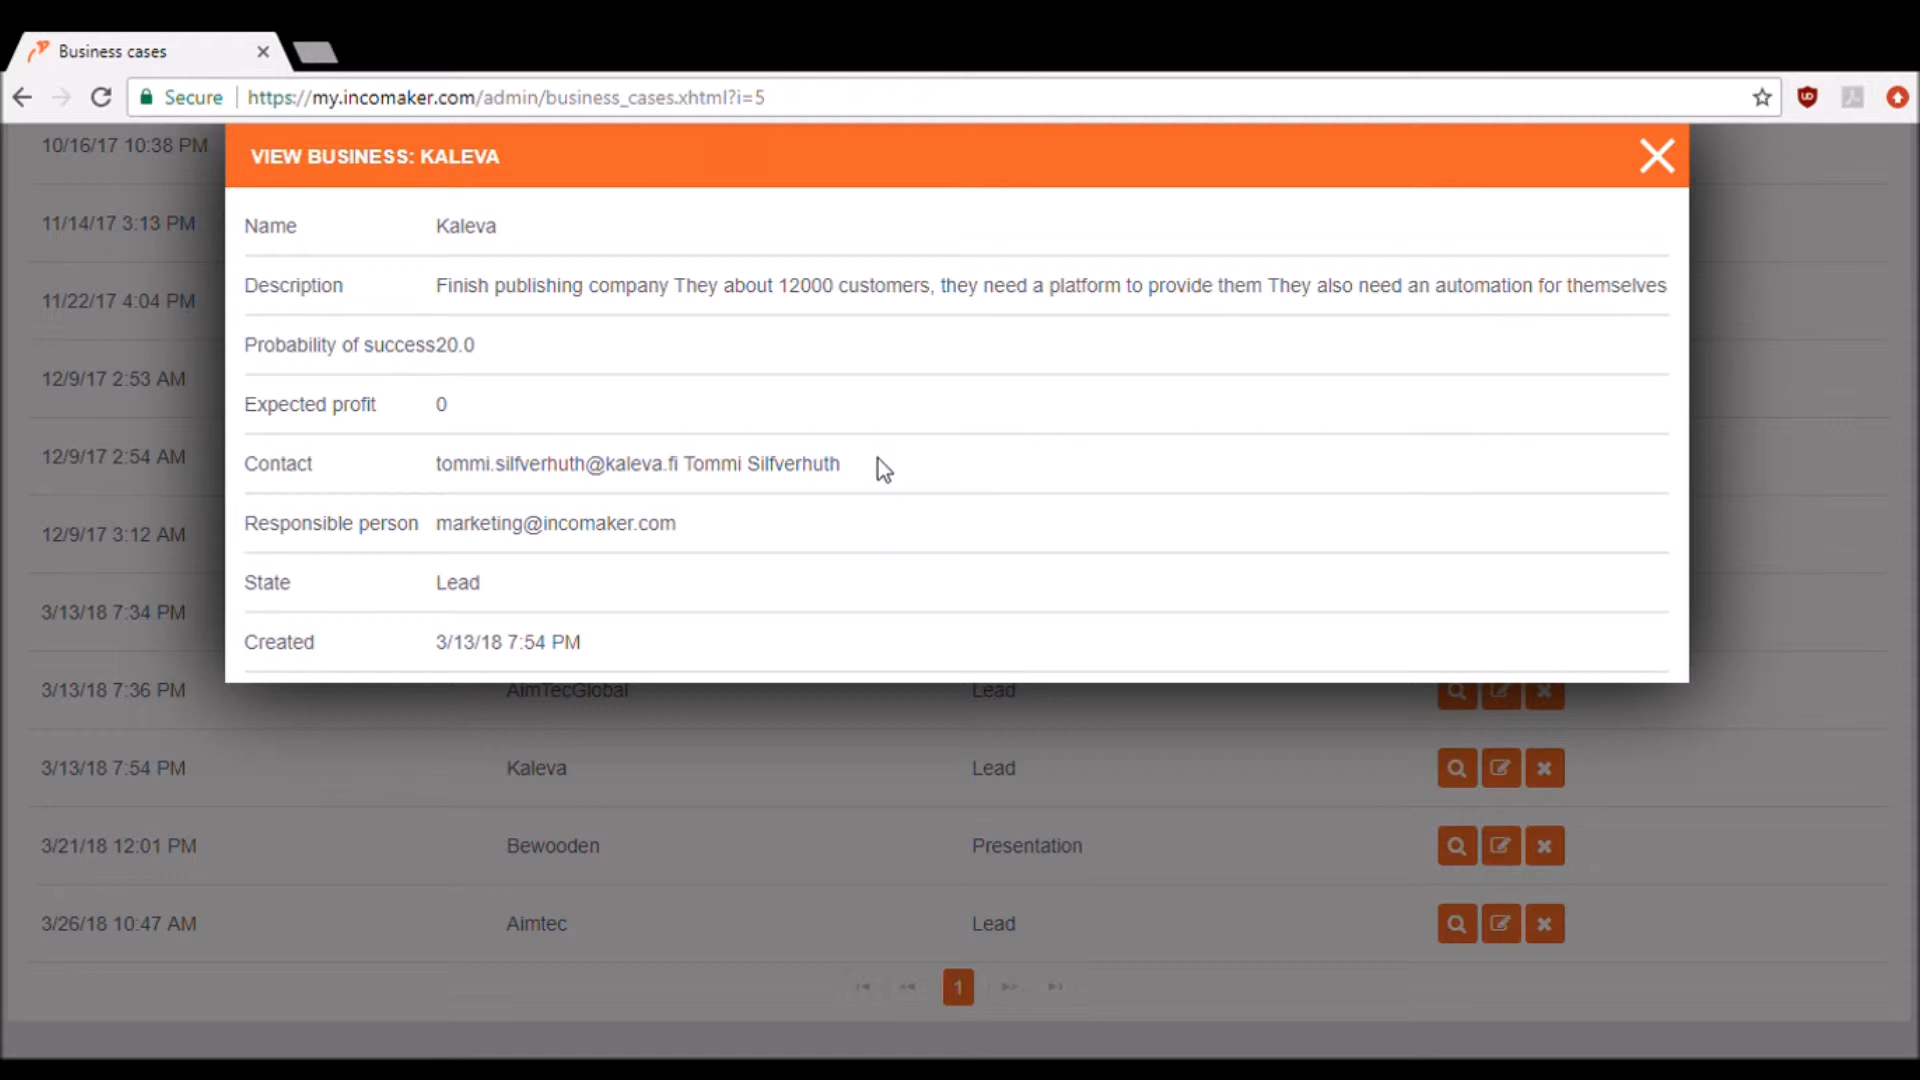 Business cases
Secure https://my.incomaker.com/admin/business_cases.xhtml?i=5
10/16/17 10:38 PM
VIEW BUSINESS: KALEVA
Name Kaleva
11/14/17 3:13 PM
Description Finish publishing company They about 12000 customers, they need a platform to provide them They also need an automation for themselves
11/22/17 4:04 PM
Probability of success20.0
12/9/17 2:53 AM
Expected profit 0
12/9/17 2:54 AM
Contact tommi.silfverhuth@kaleva.fi Tommi Silfverhuth
12/9/17 3:12 AM
Responsible person marketing@incomaker.com
State Lead
3/13/18 7:34 PM
Created 3/13/18 7:54 PM
3/13/18 7:36 PM AimTecGlobal Lead
3/13/18 7:54 PM Kaleva Lead
3/21/18 12:01 PM Bewooden Presentation
3/26/18 10:47 AM Aimtec Lead
1